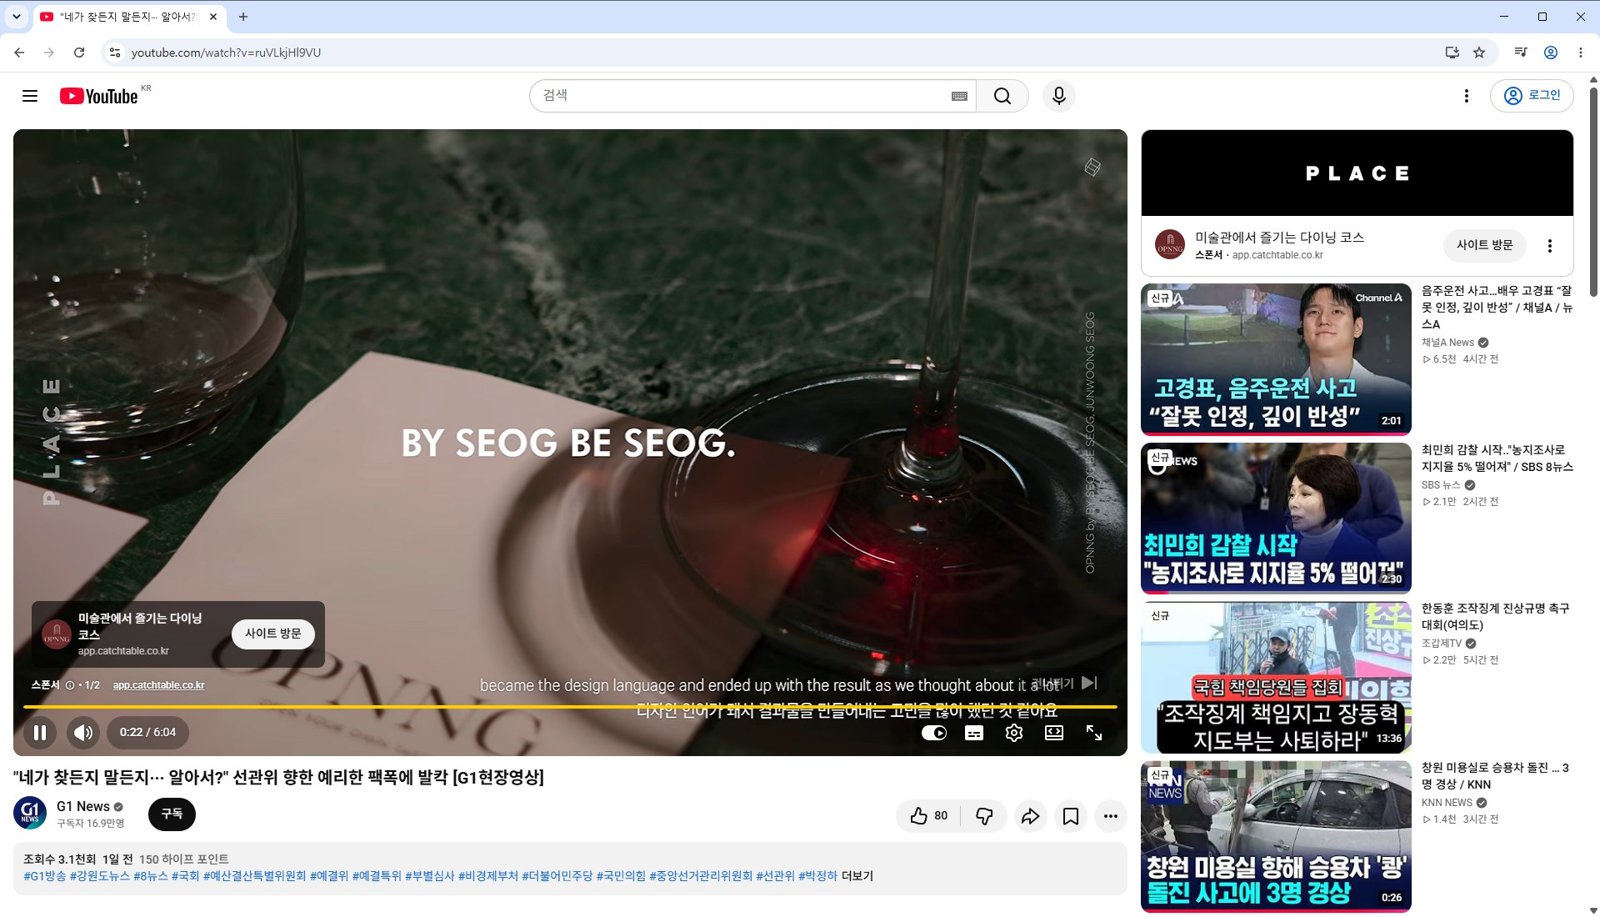 "네가 찾든지 말든지… 알아서?"
youtube.com/watch?v=ruVLkjHl9VU
YouTube KR
검색
로그인
PLACE
BY SEOG BE SEOG.
OPNNG by BY SEOG BE SEOG, JUNWOONG SEOG
OPNNG
미술관에서 즐기는 다이닝
코스
app.catchtable.co.kr
사이트 방문
스폰서 • 1/2 app.catchtable.co.kr
became the design language and ended up with the result as we thought about it a lot
디자인 언어가 돼서 결과물을 만들어내는 고민을 많이 했던 것 같아요
0:22 / 6:04
"네가 찾든지 말든지… 알아서?" 선관위 향한 예리한 팩폭에 발칵 [G1현장영상]
G1 NEWS
G1 News
구독자 16.9만명
구독
80
조회수 3.1천회 1일 전 150 하이프 포인트
#G1방송 #강원도뉴스 #8뉴스 #국회 #예산결산특별위원회 #예결위 #예결특위 #부별심사 #비경제부처 #더불어민주당 #국민의힘 #중앙선거관리위원회 #선관위 #박정하 더보기
PLACE
OPNNG
미술관에서 즐기는 다이닝 코스
스폰서 · app.catchtable.co.kr
사이트 방문
신규
Channel A
고경표, 음주운전 사고
"잘못 인정, 깊이 반성"
2:01
음주운전 사고…배우 고경표 "잘
못 인정, 깊이 반성" / 채널A / 뉴
스A
채널A News
6.5천 4시간 전
신규
NEWS
최민희 감찰 시작
"농지조사로 지지율 5% 떨어져"
2:30
최민희 감찰 시작.."농지조사로
지지율 5% 떨어져" / SBS 8뉴스
SBS 뉴스
2.1만 2시간 전
신규
국힘 책임당원들 집회
"조작징계 책임지고 장동혁
지도부는 사퇴하라"
13:36
한동훈 조작징계 진상규명 촉구
대회(여의도)
조갑제TV
2.2만 5시간 전
신규
KNN
NEWS
창원 미용실 향해 승용차 '쾅'
돌진 사고에 3명 경상
0:26
창원 미용실로 승용차 돌진 … 3
명 경상 / KNN
KNN NEWS
1.4천 3시간 전